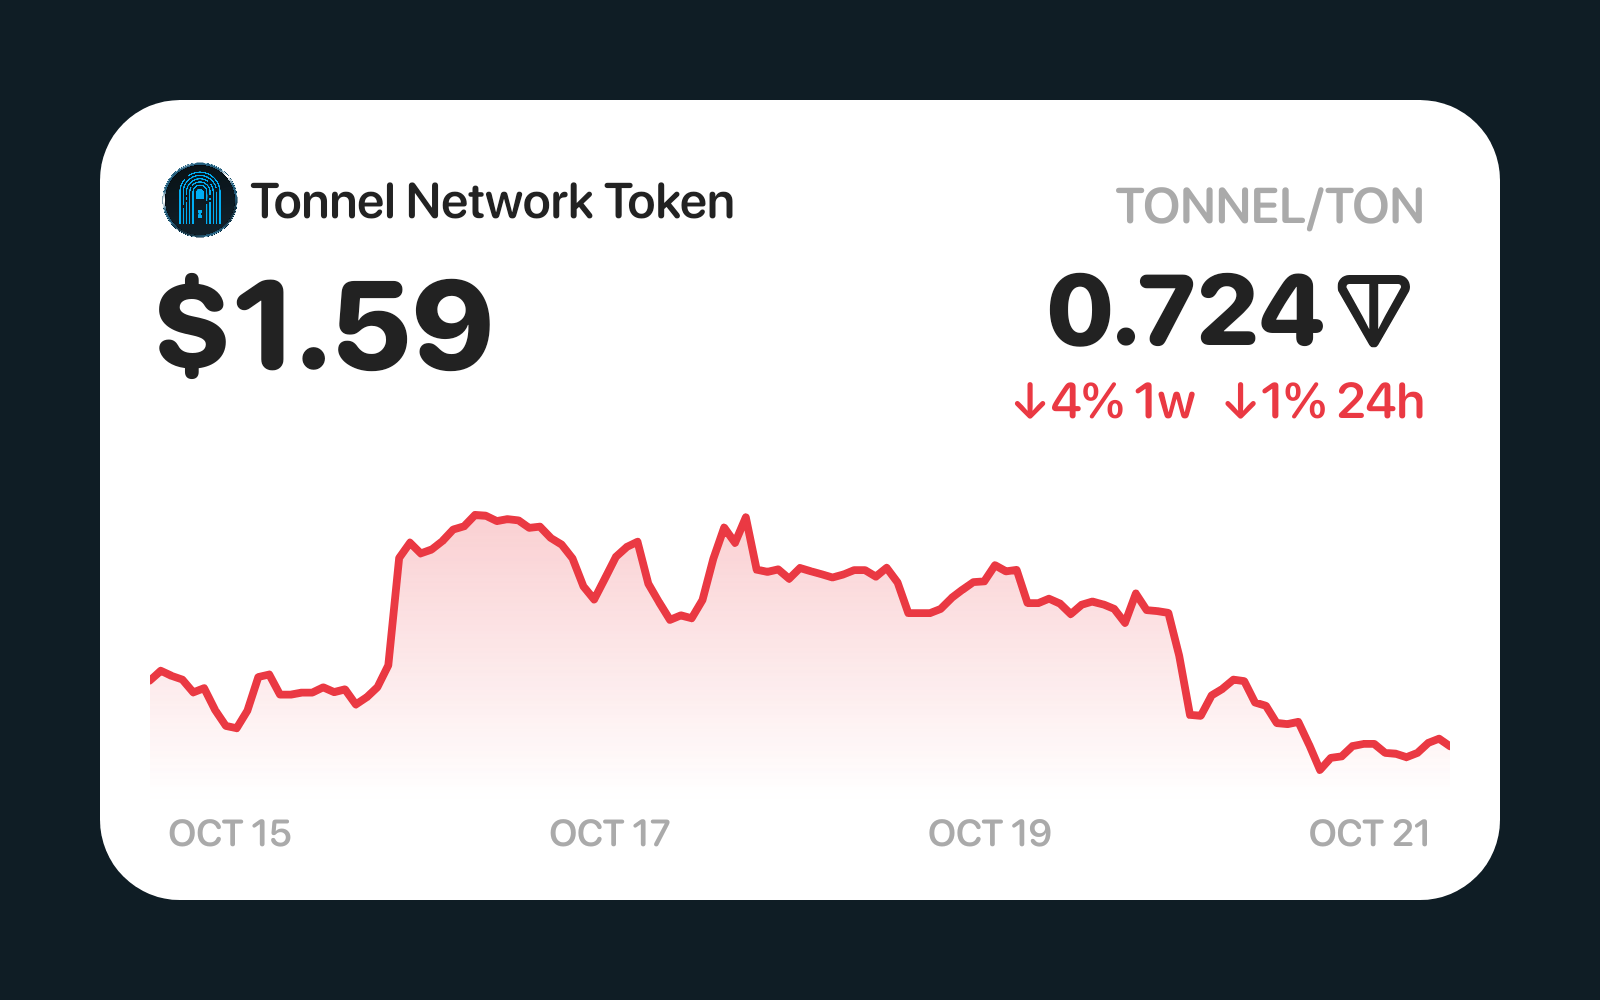 Tonnel Network Token
TONNEL/TON
$1.59
0.724
↓4% 1w ↓1% 24h
OCT 15
OCT 17
OCT 19
OCT 21